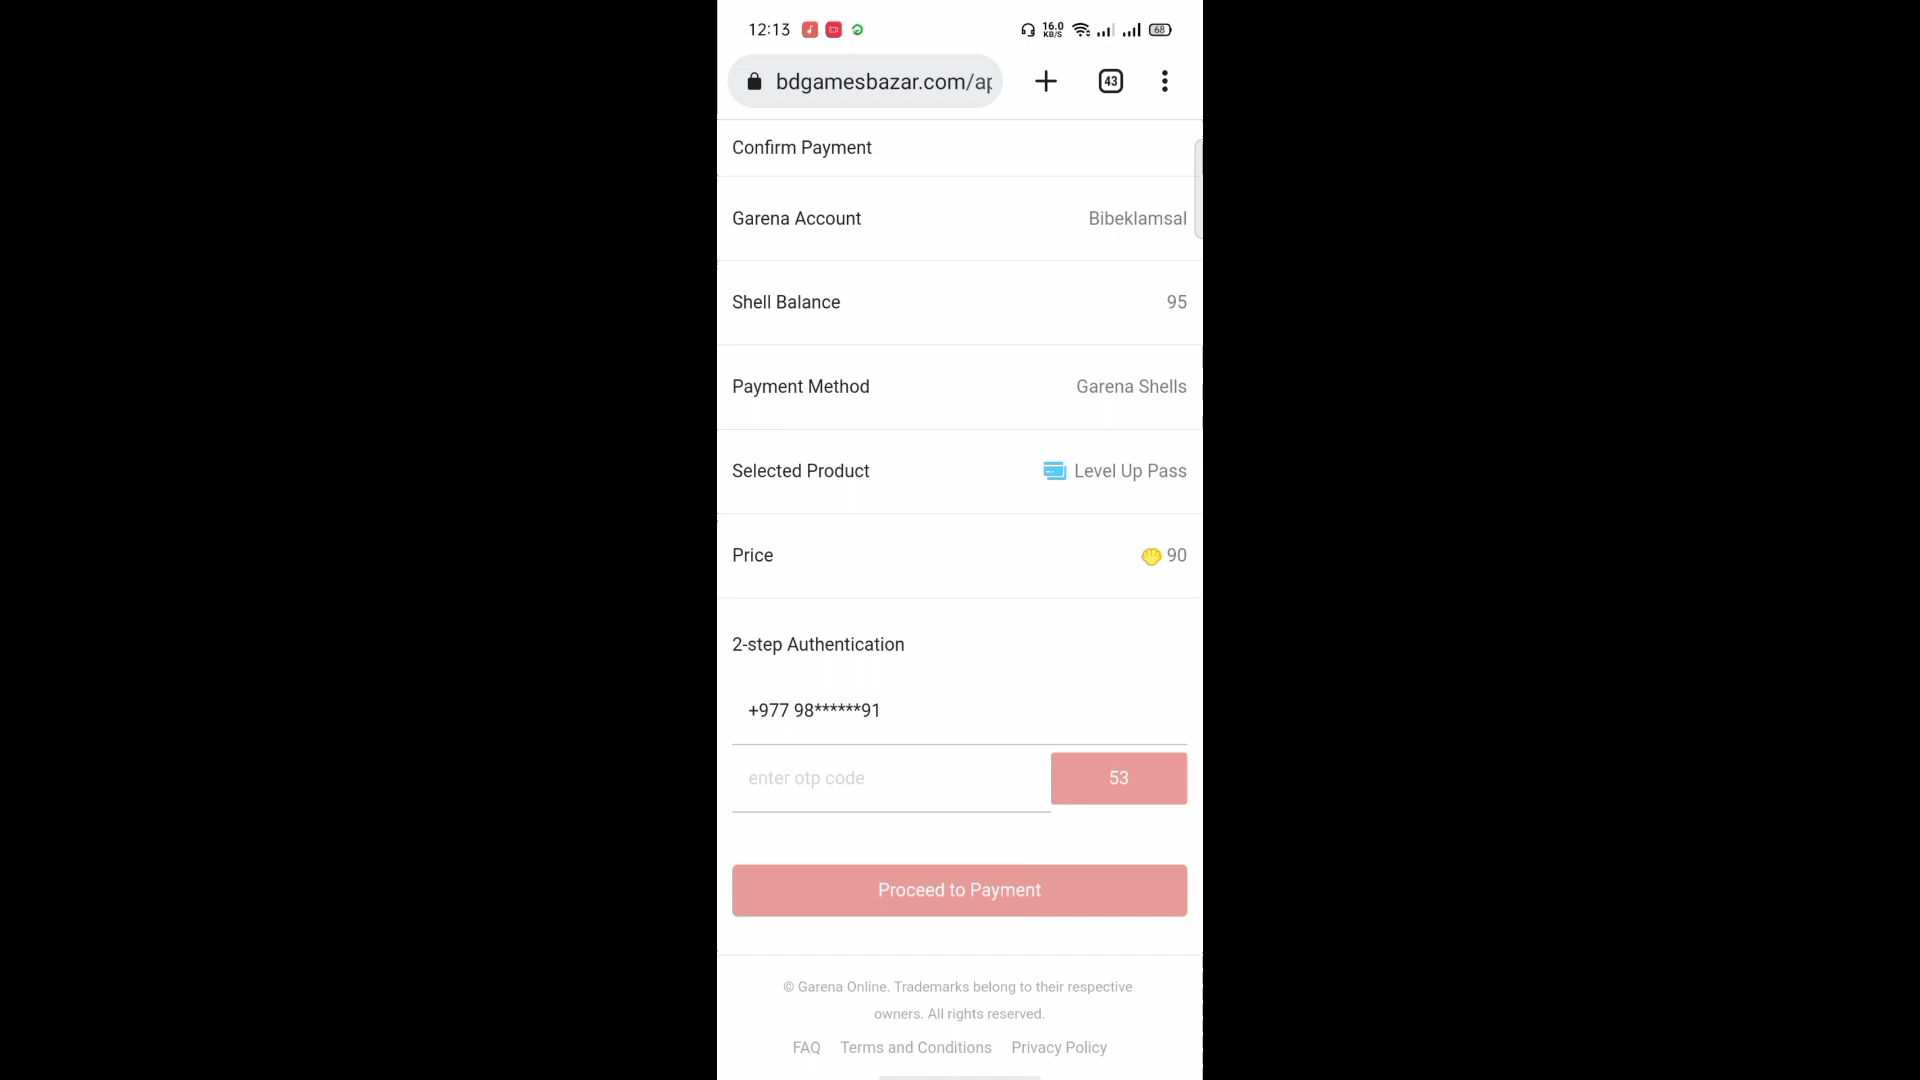 12:13 16.0 KB/S 68
bdgamesbazar.com/ap 43
Confirm Payment
Garena Account Bibeklamsal
Shell Balance 95
Payment Method Garena Shells
Selected Product Level Up Pass
Price 90
2-step Authentication
+977 98******91
enter otp code 53
Proceed to Payment
© Garena Online. Trademarks belong to their respective
owners. All rights reserved.
FAQ Terms and Conditions Privacy Policy